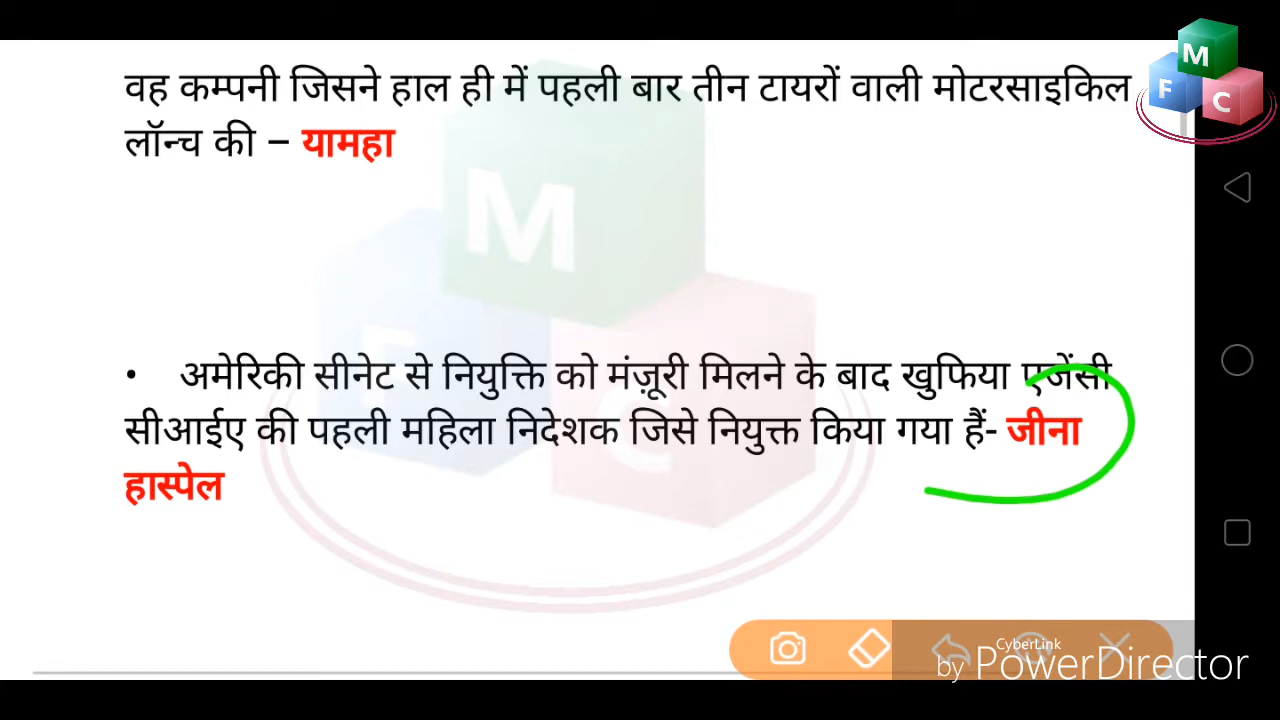 वह कम्पनी जिसने हाल ही में पहली बार तीन टायरों वाली मोटरसाइकिल
लॉन्च की – यामहा
M
F
C
M
F
C
• अमेरिकी सीनेट से नियुक्ति को मंज़ूरी मिलने के बाद खुफिया एजेंसी
सीआईए की पहली महिला निदेशक जिसे नियुक्त किया गया हैं- जीना
हास्पेल
CyberLink
by PowerDirector